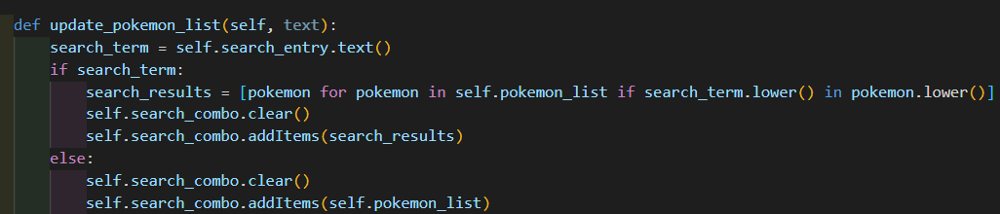 def update_pokemon_list(self, text):
    search_term = self.search_entry.text()
    if search_term:
        search_results = [pokemon for pokemon in self.pokemon_list if search_term.lower() in pokemon.lower()]
        self.search_combo.clear()
        self.search_combo.addItems(search_results)
    else:
        self.search_combo.clear()
        self.search_combo.addItems(self.pokemon_list)